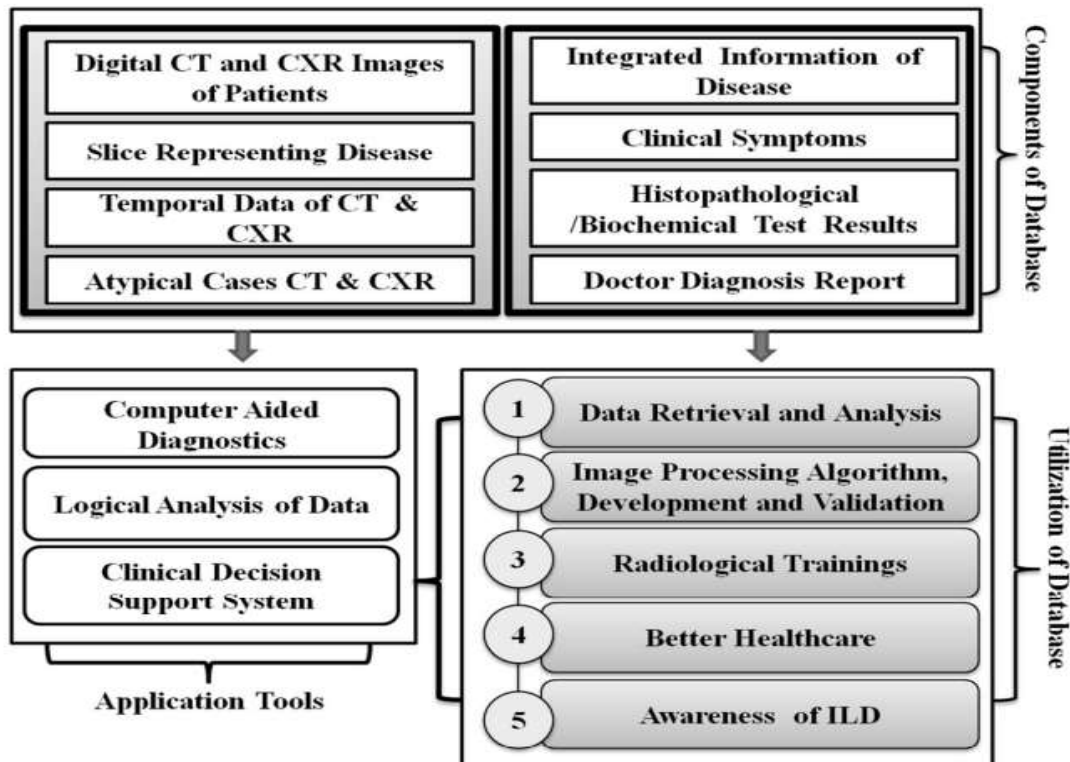 Digital CT and CXR Images
of Patients
Slice Representing Disease
Temporal Data of CT &
CXR
Atypical Cases CT & CXR
Integrated Information of
Disease
Clinical Symptoms
Histopathological
/Biochemical Test Results
Doctor Diagnosis Report
Components of Database
Computer Aided
Diagnostics
Logical Analysis of Data
Clinical Decision
Support System
Application Tools
1
Data Retrieval and Analysis
2
Image Processing Algorithm,
Development and Validation
3
Radiological Trainings
4
Better Healthcare
5
Awareness of ILD
Utilization of Database